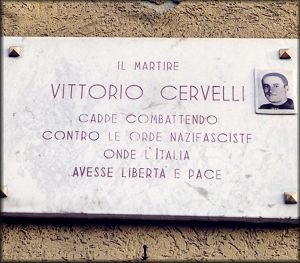 IL MARTIRE
VITTORIO CERVELLI
CADDE COMBATTENDO
CONTRO LE ORDE NAZIFASCISTE
ONDE L'ITALIA
AVESSE LIBERTÀ E PACE